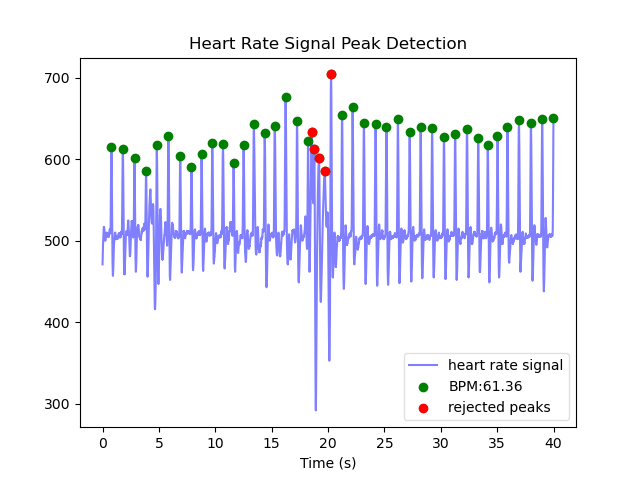 Heart Rate Signal Peak Detection
700
600
500
400
300
heart rate signal
BPM:61.36
rejected peaks
0 5 10 15 20 25 30 35 40
Time (s)